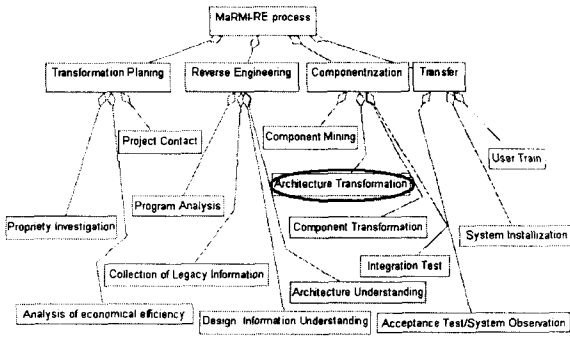 MaRMI-RE process
Transformation Planing
Reverse Engineering
Componentrization
Transfer
Project Contact
Component Mining
User Train
Architecture Transformation
Program Analysis
Propriety Investigation
Component Transformation
System Installization
Collection of Legacy Information
Integration Test
Architecture Understanding
Analysis of economical efficiency
Design Information Understanding
Acceptance Test/System Observation